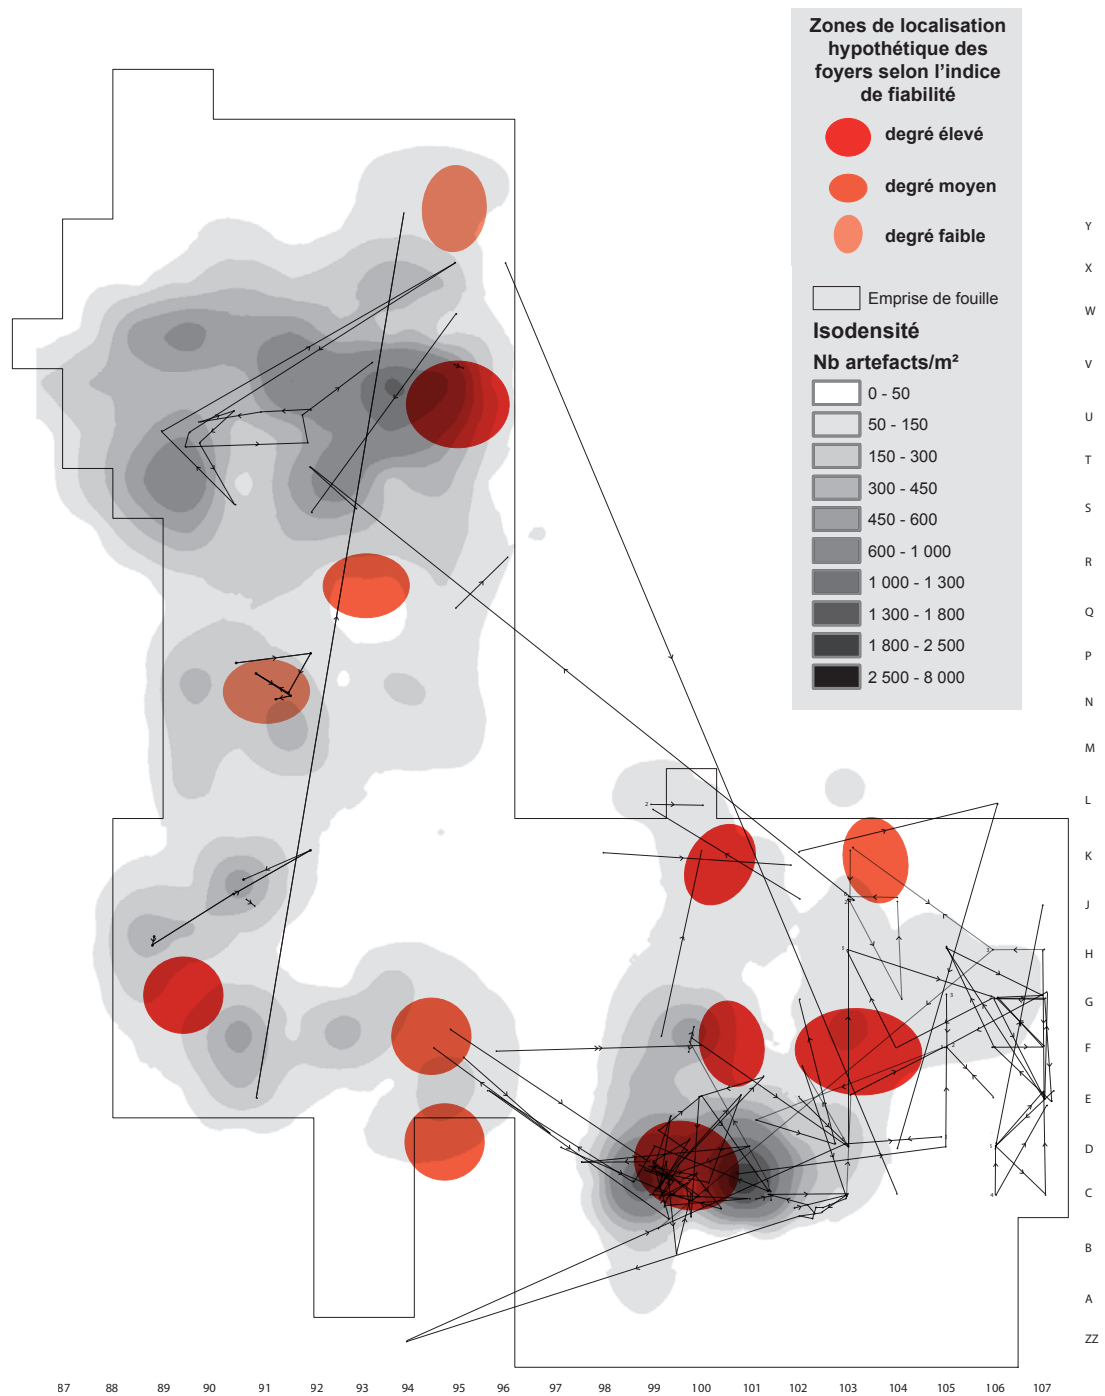 Zones de localisation
hypothétique des
foyers selon l'indice
de fiabilité
degré élevé
degré moyen
degré faible
Emprise de fouille
Isodensité
Nb artefacts/m²
0 - 50
50 - 150
150 - 300
300 - 450
450 - 600
600 - 1 000
1 000 - 1 300
1 300 - 1 800
1 800 - 2 500
2 500 - 8 000
Y
X
W
V
U
T
S
R
Q
P
N
M
L
K
J
H
G
F
E
D
C
B
A
ZZ
87 88 89 90 91 92 93 94 95 96 97 98 99 100 101 102 103 104 105 106 107